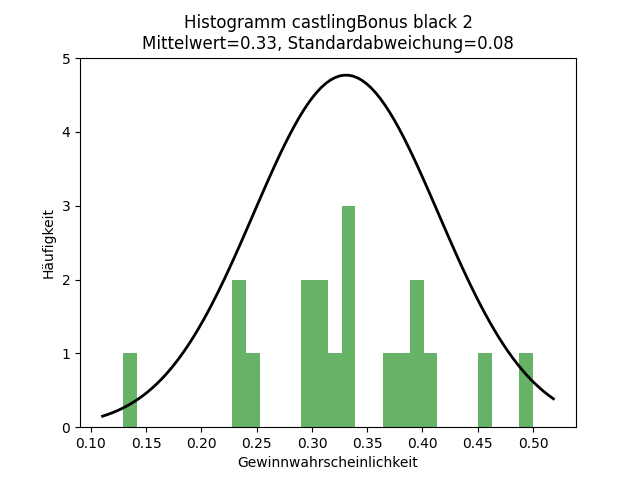 Histogramm castlingBonus black 2
Mittelwert=0.33, Standardabweichung=0.08
5
4
3
2
1
0
Häufigkeit
0.10 0.15 0.20 0.25 0.30 0.35 0.40 0.45 0.50
Gewinnwahrscheinlichkeit